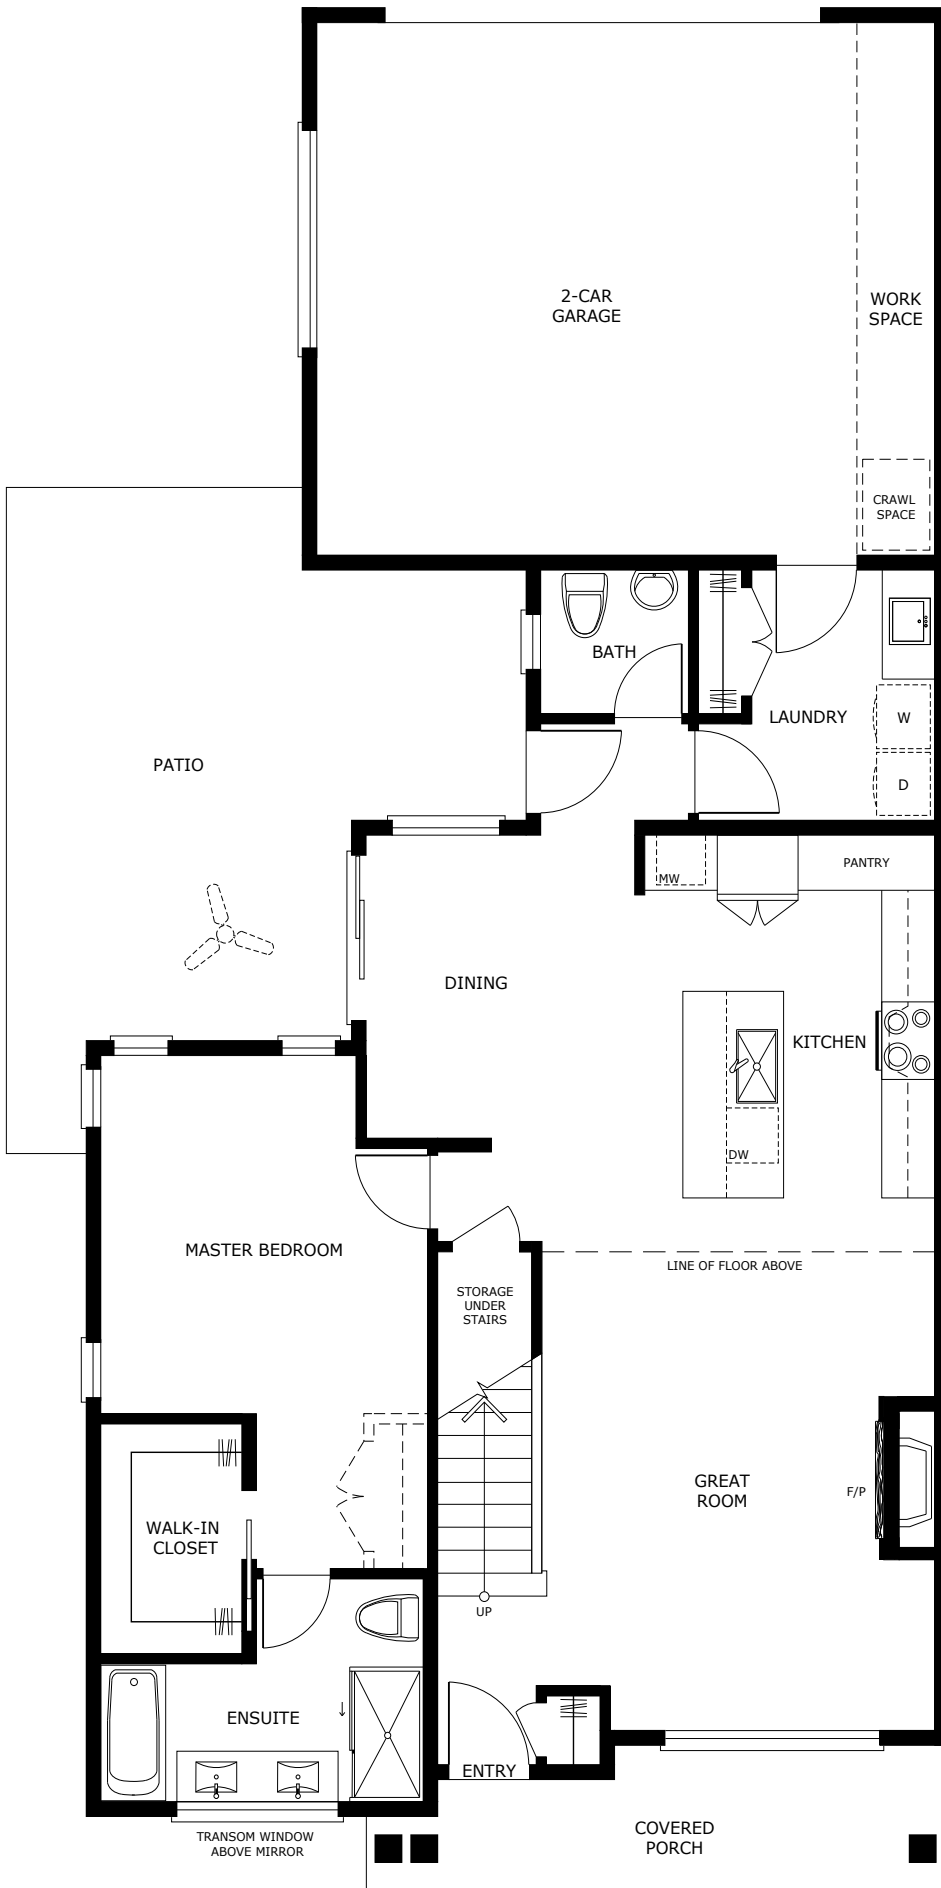 2-CAR
GARAGE
WORK
SPACE
CRAWL
SPACE
BATH
LAUNDRY
W
D
PATIO
MW
PANTRY
DINING
KITCHEN
DW
MASTER BEDROOM
LINE OF FLOOR ABOVE
STORAGE
UNDER
STAIRS
GREAT
ROOM
F/P
WALK-IN
CLOSET
UP
ENSUITE
ENTRY
TRANSOM WINDOW
ABOVE MIRROR
COVERED
PORCH